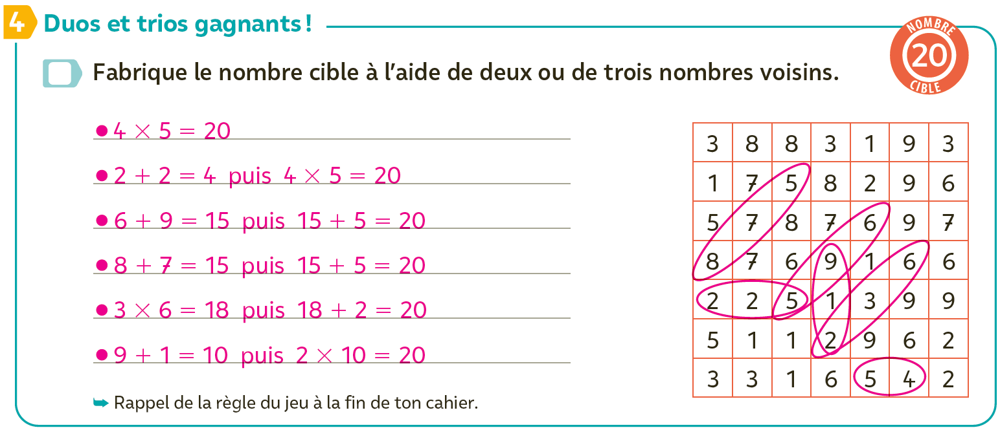 4 Duos et trios gagnants !
NOMBRE
20
CIBLE
Fabrique le nombre cible à l'aide de deux ou de trois nombres voisins.
• 4 × 5 = 20
• 2 + 2 = 4 puis 4 × 5 = 20
• 6 + 9 = 15 puis 15 + 5 = 20
• 8 + 7 = 15 puis 15 + 5 = 20
• 3 × 6 = 18 puis 18 + 2 = 20
• 9 + 1 = 10 puis 2 × 10 = 20
➥ Rappel de la règle du jeu à la fin de ton cahier.
3 8 8 3 1 9 3
1 7 5 8 2 9 6
5 7 8 7 6 9 7
8 7 6 9 1 6 6
2 2 5 1 3 9 9
5 1 1 2 9 6 2
3 3 1 6 5 4 2